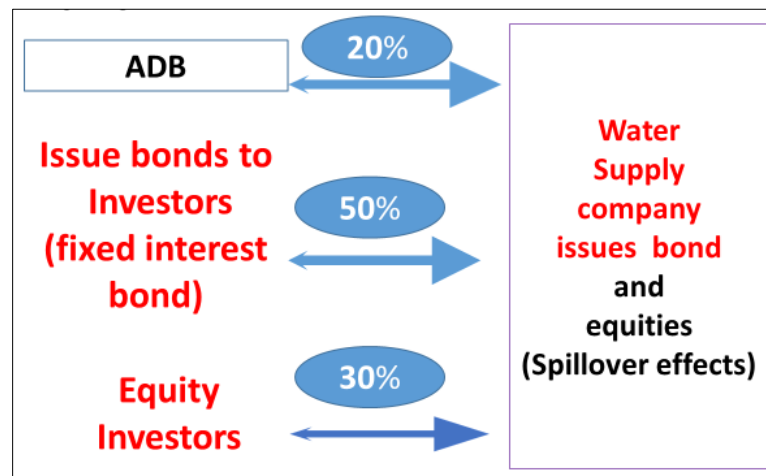 ADB
20%
Issue bonds to
Investors
(fixed interest
bond)
50%
Equity
Investors
30%
Water
Supply
company
issues bond
and
equities
(Spillover effects)